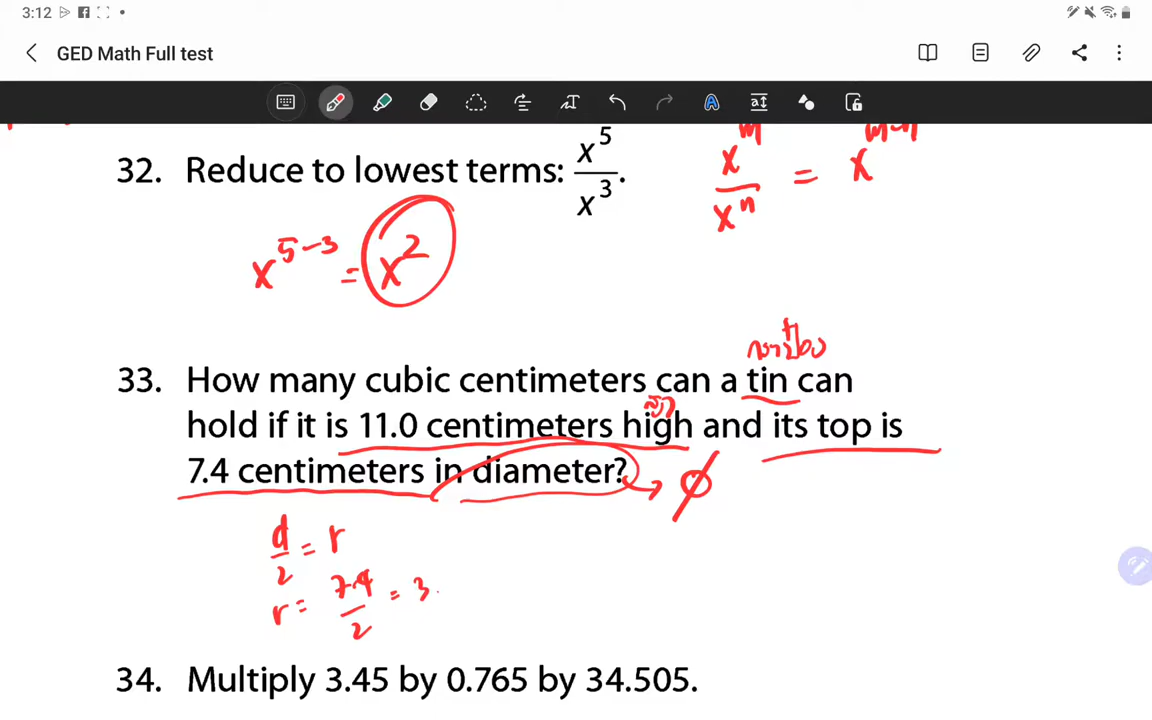 3:12
GED Math Full test
32. Reduce to lowest terms: x^5/x^3.
x^m/x^n = x^m-n
x^5-3 = x^2
33. How many cubic centimeters can a tin can
hold if it is 11.0 centimeters high and its top is
7.4 centimeters in diameter? → ϕ
d/2 = r
r = 7.4/2 = 3.
34. Multiply 3.45 by 0.765 by 34.505.